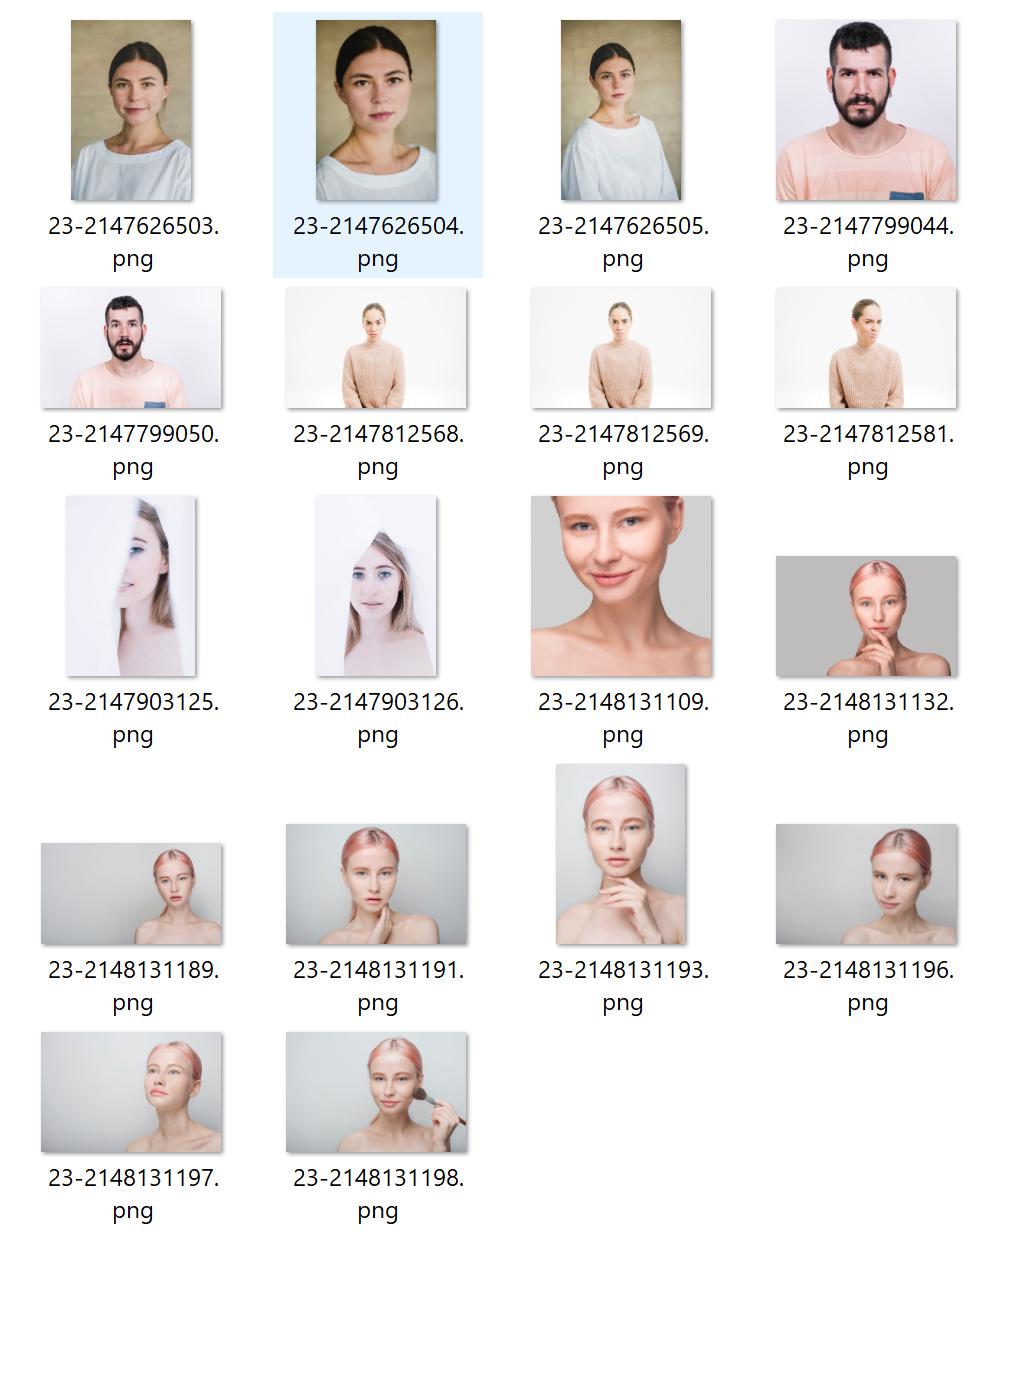 23-2147626503.
png
23-2147626504.
png
23-2147626505.
png
23-2147799044.
png
23-2147799050.
png
23-2147812568.
png
23-2147812569.
png
23-2147812581.
png
23-2147903125.
png
23-2147903126.
png
23-2148131109.
png
23-2148131132.
png
23-2148131189.
png
23-2148131191.
png
23-2148131193.
png
23-2148131196.
png
23-2148131197.
png
23-2148131198.
png